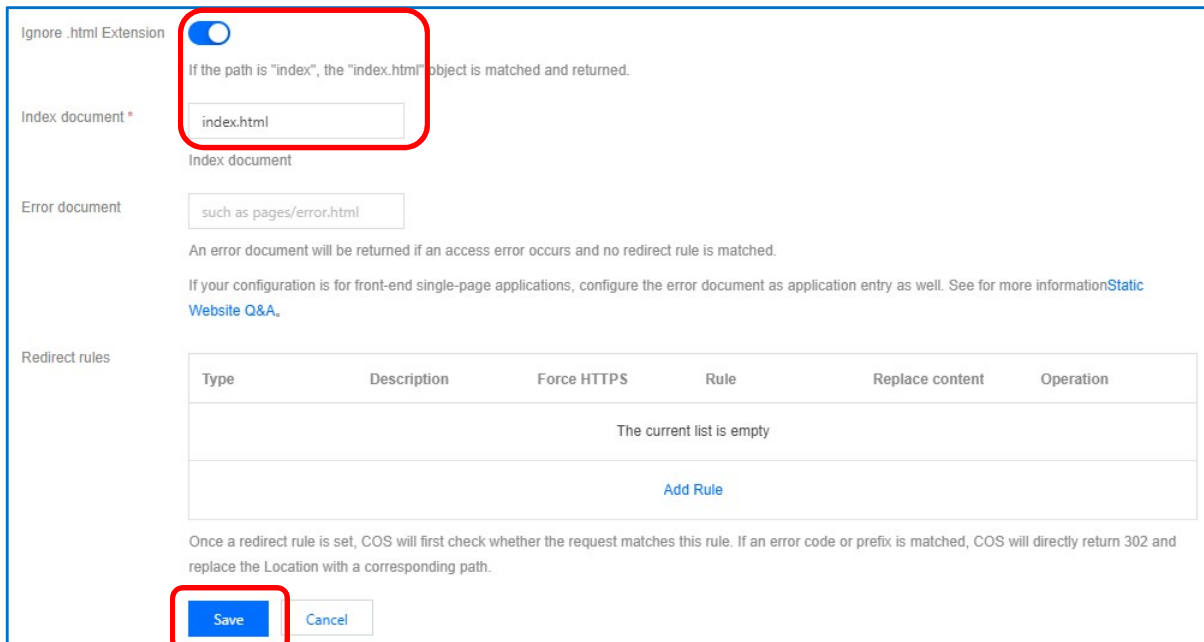 Ignore .html Extension
If the path is "index", the "index.html" object is matched and returned.
Index document *
index.html
Index document
Error document
such as pages/error.html
An error document will be returned if an access error occurs and no redirect rule is matched.
If your configuration is for front-end single-page applications, configure the error document as application entry as well. See for more informationStatic
Website Q&A。
Redirect rules
Type Description Force HTTPS Rule Replace content Operation
The current list is empty
Add Rule
Once a redirect rule is set, COS will first check whether the request matches this rule. If an error code or prefix is matched, COS will directly return 302 and
replace the Location with a corresponding path.
Save Cancel